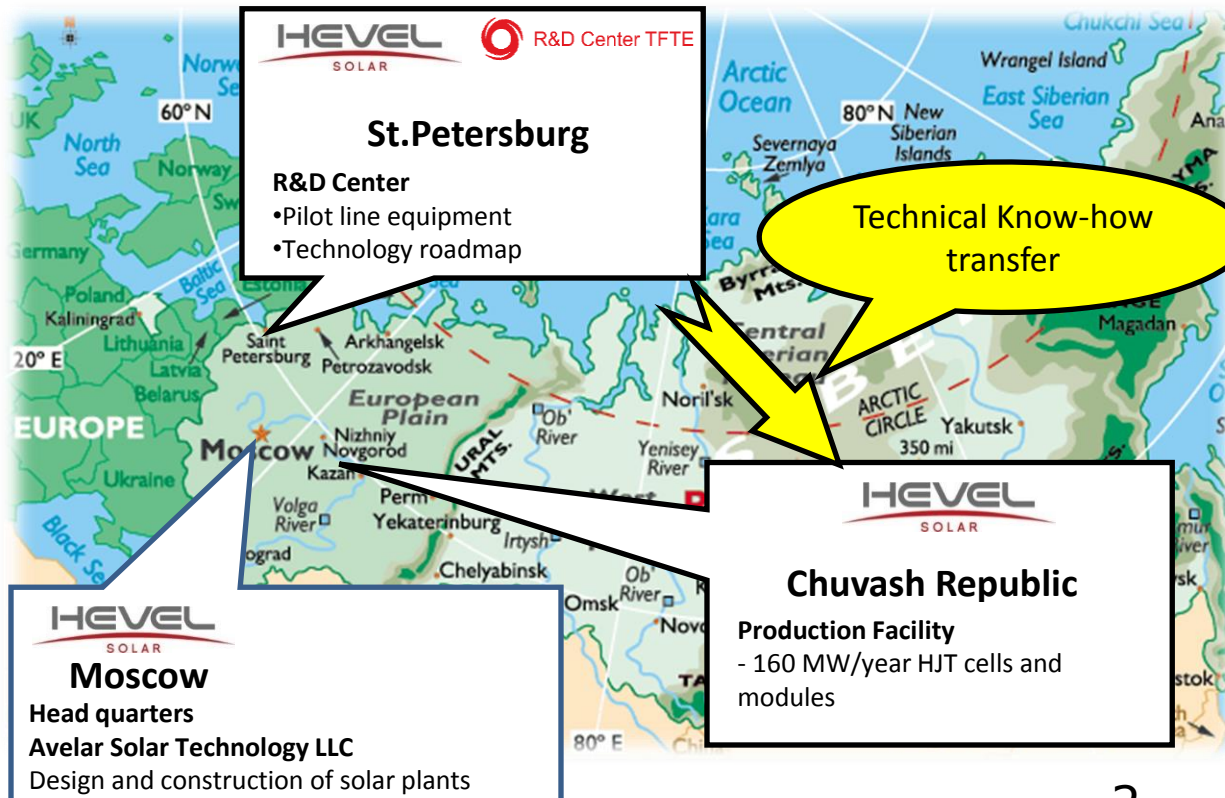 HEVEL
SOLAR
R&D Center TFTE
St.Petersburg
R&D Center
•Pilot line equipment
•Technology roadmap
Technical Know-how
transfer
HEVEL
SOLAR
Chuvash Republic
Production Facility
- 160 MW/year HJT cells and
modules
HEVEL
SOLAR
Moscow
Head quarters
Avelar Solar Technology LLC
Design and construction of solar plants
Chukchi Sea
Wrangel Island
Arctic
Ocean
East Siberian
Sea
80° N
New
Siberian
Islands
Severnaya
Zemlya
60° N
UK
North
Sea
Norway
Germany
Poland
Baltic
Sea
Estonia
Kaliningrad
Lithuania
Latvia
Belarus
20° E
Saint
Petersburg
Arkhangelsk
Petrozavodsk
European
Plain
EUROPE
Moscow
Nizhniy
Novgorod
Kazan
Ukraine
Volga
River
Perm
URAL
MTS.
Yekaterinburg
Chelyabinsk
Black
Ob'
River
Irtysh
Omsk
Ob'
River
Noril'sk
Yenisey
River
ARCTIC
CIRCLE
350 mi
Yakutsk
Magadan
Mts.
80° E